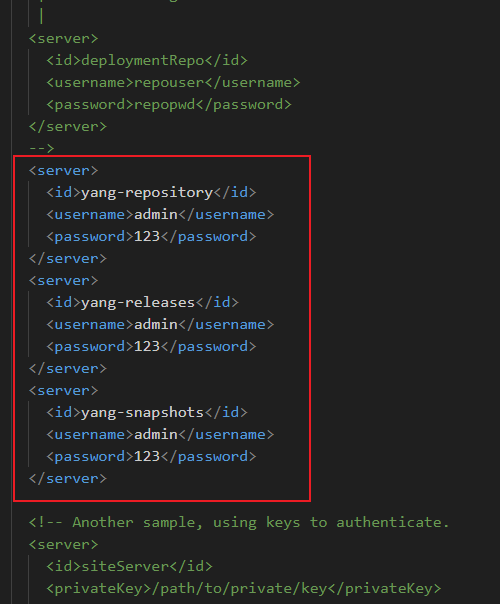 |
<server>
<id>deploymentRepo</id>
<username>repouser</username>
<password>repopwd</password>
</server>
-->
<server>
<id>yang-repository</id>
<username>admin</username>
<password>123</password>
</server>
<server>
<id>yang-releases</id>
<username>admin</username>
<password>123</password>
</server>
<server>
<id>yang-snapshots</id>
<username>admin</username>
<password>123</password>
</server>
<!-- Another sample, using keys to authenticate.
<server>
<id>siteServer</id>
<privateKey>/path/to/private/key</privateKey>